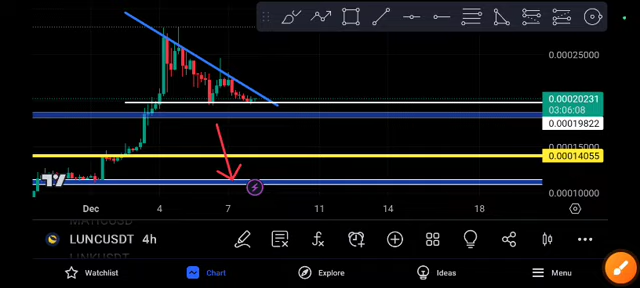 0.00025000
0.00020231
03:06:08
0.00019822
0.00015000
0.00014055
0.00010000
Dec 4 7 11 14 18
LUNCUSDT 4h
Watchlist Chart Explore Ideas Menu